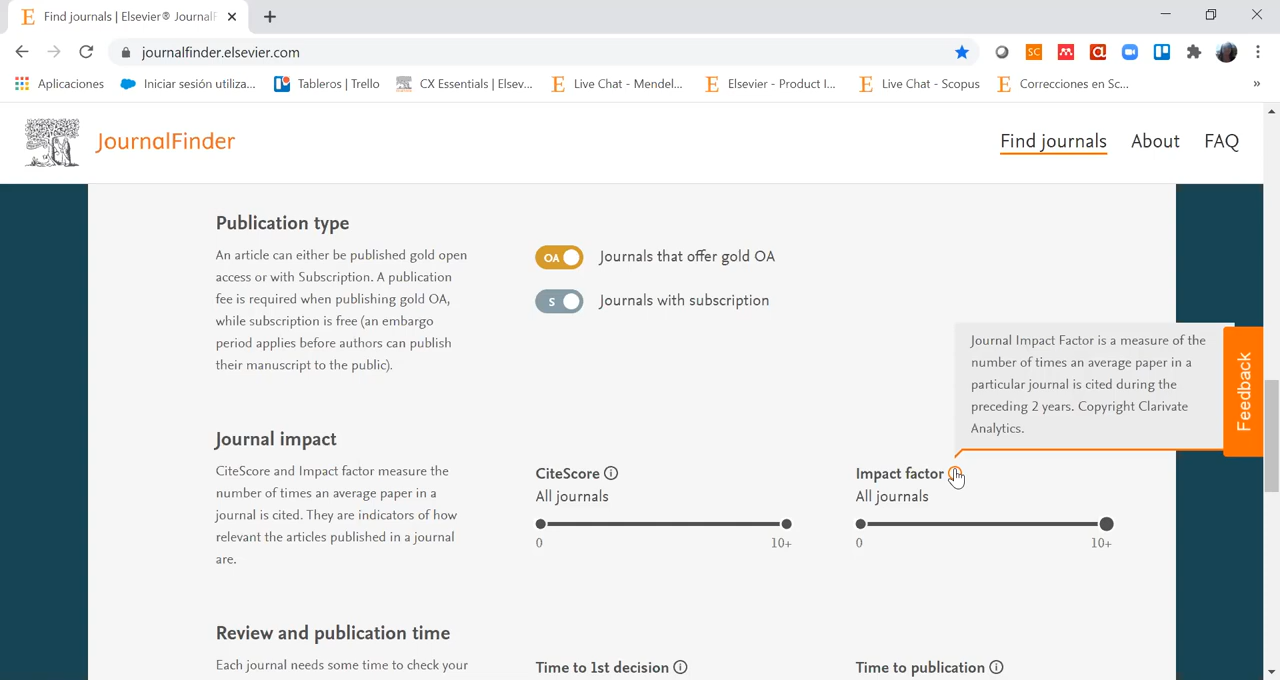 E Find journals | Elsevier® JournalF
journalfinder.elsevier.com
SC
Aplicaciones
Iniciar sesión utiliza...
Tableros | Trello
CX Essentials | Elsev...
E Live Chat - Mendel...
E Elsevier - Product I...
E Live Chat - Scopus
E Correcciones en Sc...
»
JournalFinder
Find journals
About
FAQ
Publication type
An article can either be published gold open
access or with Subscription. A publication
fee is required when publishing gold OA,
while subscription is free (an embargo
period applies before authors can publish
their manuscript to the public).
OA Journals that offer gold OA
S Journals with subscription
Journal Impact Factor is a measure of the
number of times an average paper in a
particular journal is cited during the
preceding 2 years. Copyright Clarivate
Analytics.
Feedback
Journal impact
CiteScore and Impact factor measure the
number of times an average paper in a
journal is cited. They are indicators of how
relevant the articles published in a journal
are.
CiteScore
All journals
0 10+
Impact factor
All journals
0 10+
Review and publication time
Each journal needs some time to check your
Time to 1st decision
Time to publication